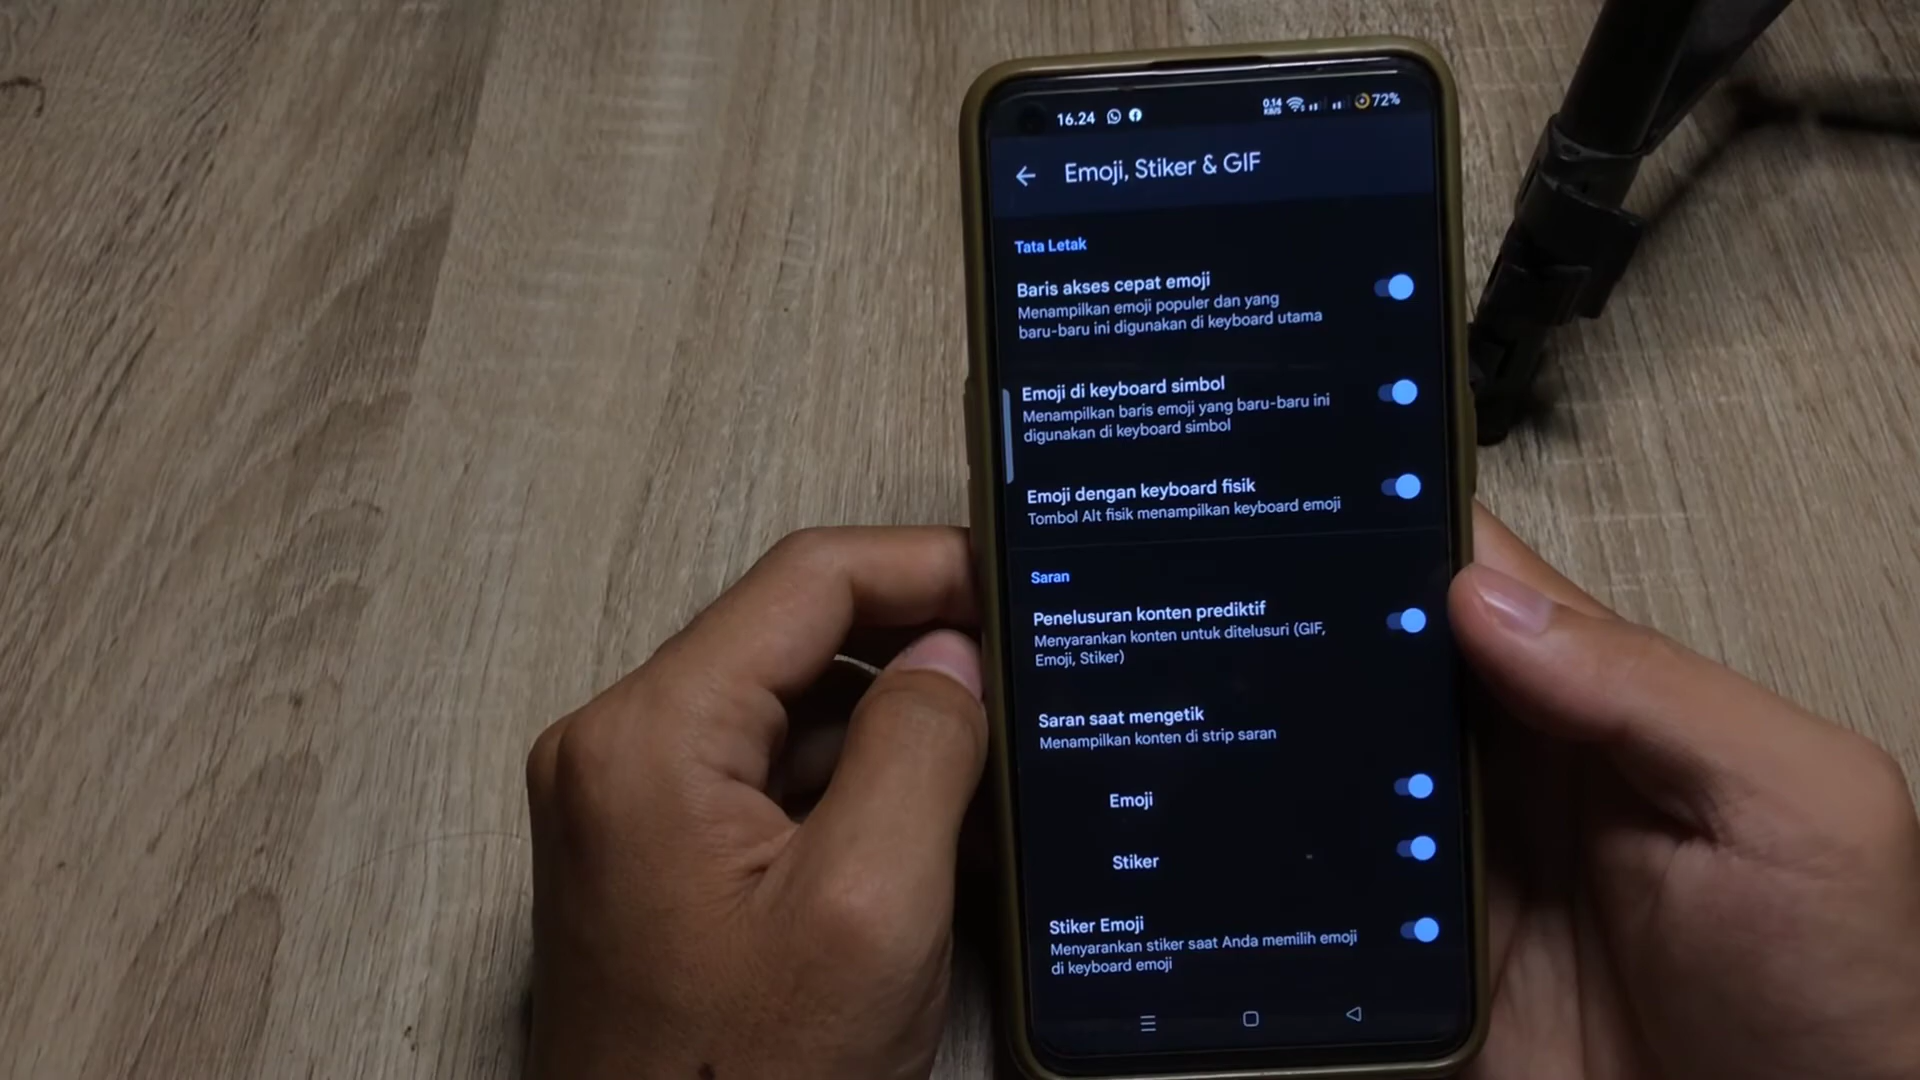 16.24
0.14
KB/S
72%
Emoji, Stiker & GIF
Tata Letak
Baris akses cepat emoji
Menampilkan emoji populer dan yang
baru-baru ini digunakan di keyboard utama
Emoji di keyboard simbol
Menampilkan baris emoji yang baru-baru ini
digunakan di keyboard simbol
Emoji dengan keyboard fisik
Tombol Alt fisik menampilkan keyboard emoji
Saran
Penelusuran konten prediktif
Menyarankan konten untuk ditelusuri (GIF,
Emoji, Stiker)
Saran saat mengetik
Menampilkan konten di strip saran
Emoji
Stiker
Stiker Emoji
Menyarankan stiker saat Anda memilih emoji
di keyboard emoji